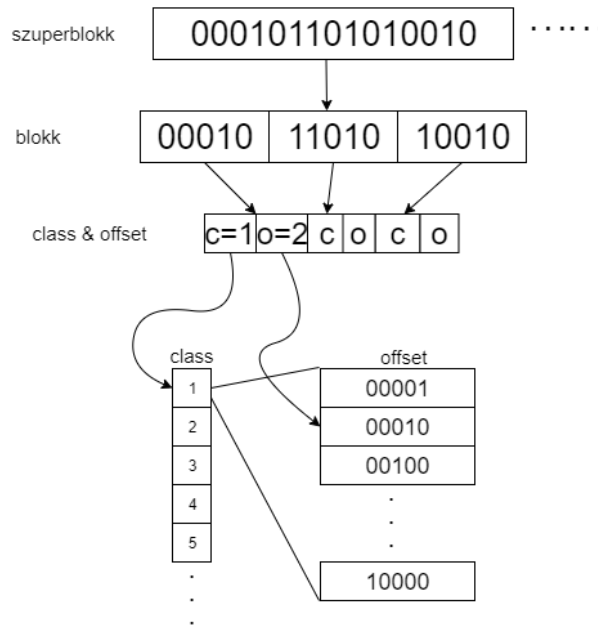 szuperblokk 000101101010010 .....
blokk 00010 11010 10010
class & offset c=1 o=2 c o c o
class offset
1 00001
2 00010
3 00100
4
5
10000